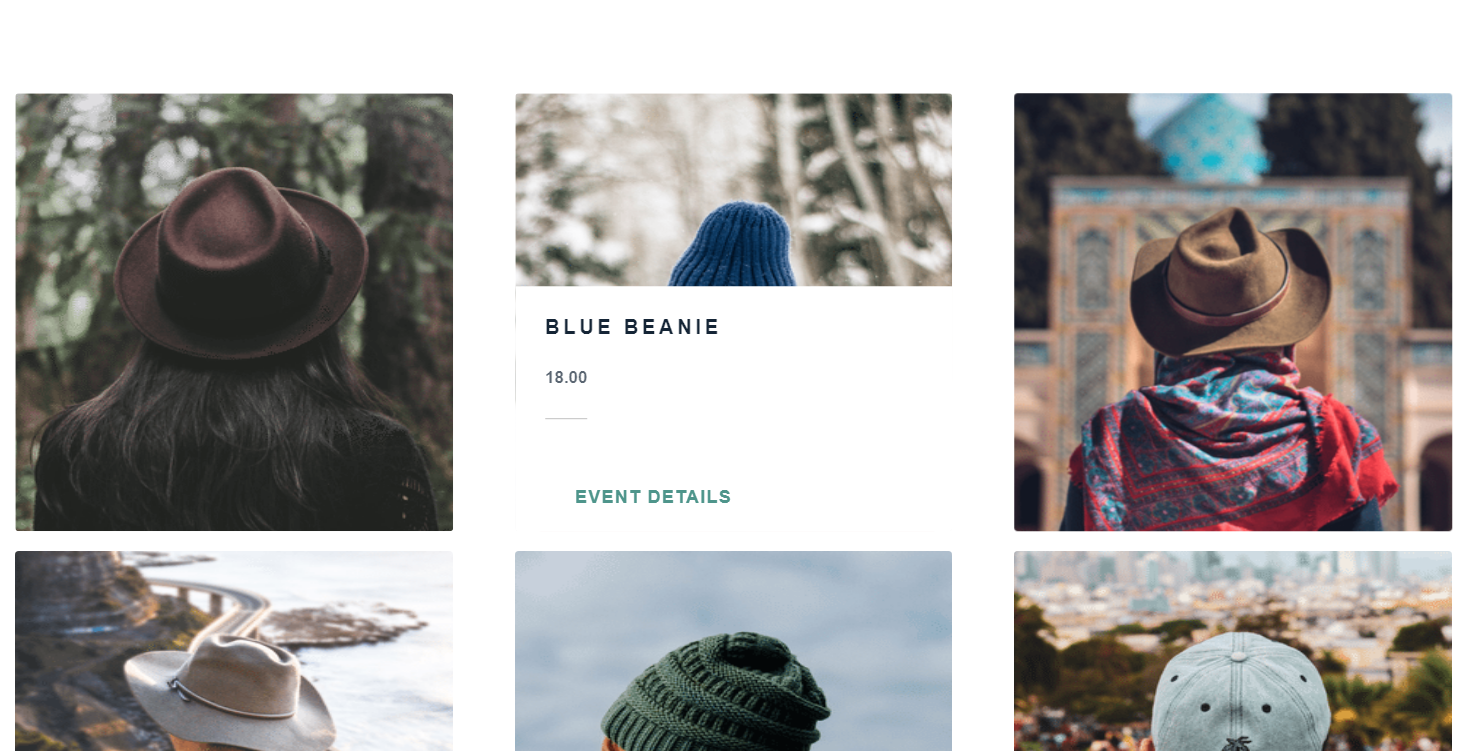 BLUE BEANIE
18.00
EVENT DETAILS